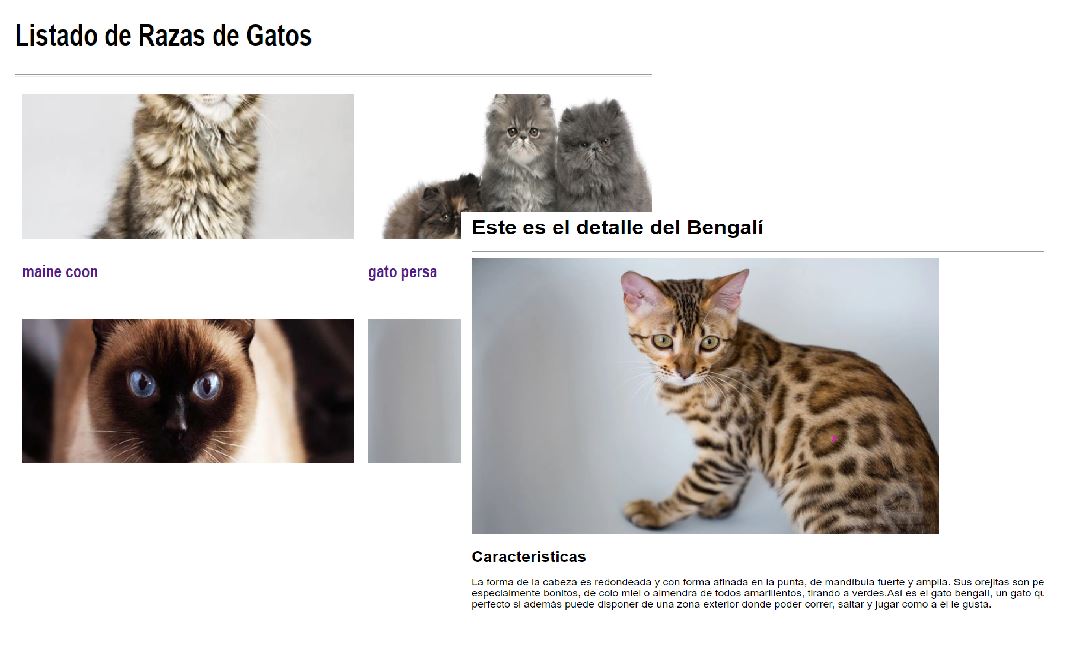 Listado de Razas de Gatos
maine coon
gato persa
Este es el detalle del Bengalí
Caracteristicas
La forma de la cabeza es redondeada y con forma afinada en la punta, de mandíbula fuerte y amplia. Sus orejitas son pe
especialmente bonitos, de colo miel o almendra de todos amarillentos, tirando a verdes.Así es el gato bengalí, un gato qu
perfecto si además puede disponer de una zona exterior donde poder correr, saltar y jugar como a él le gusta.